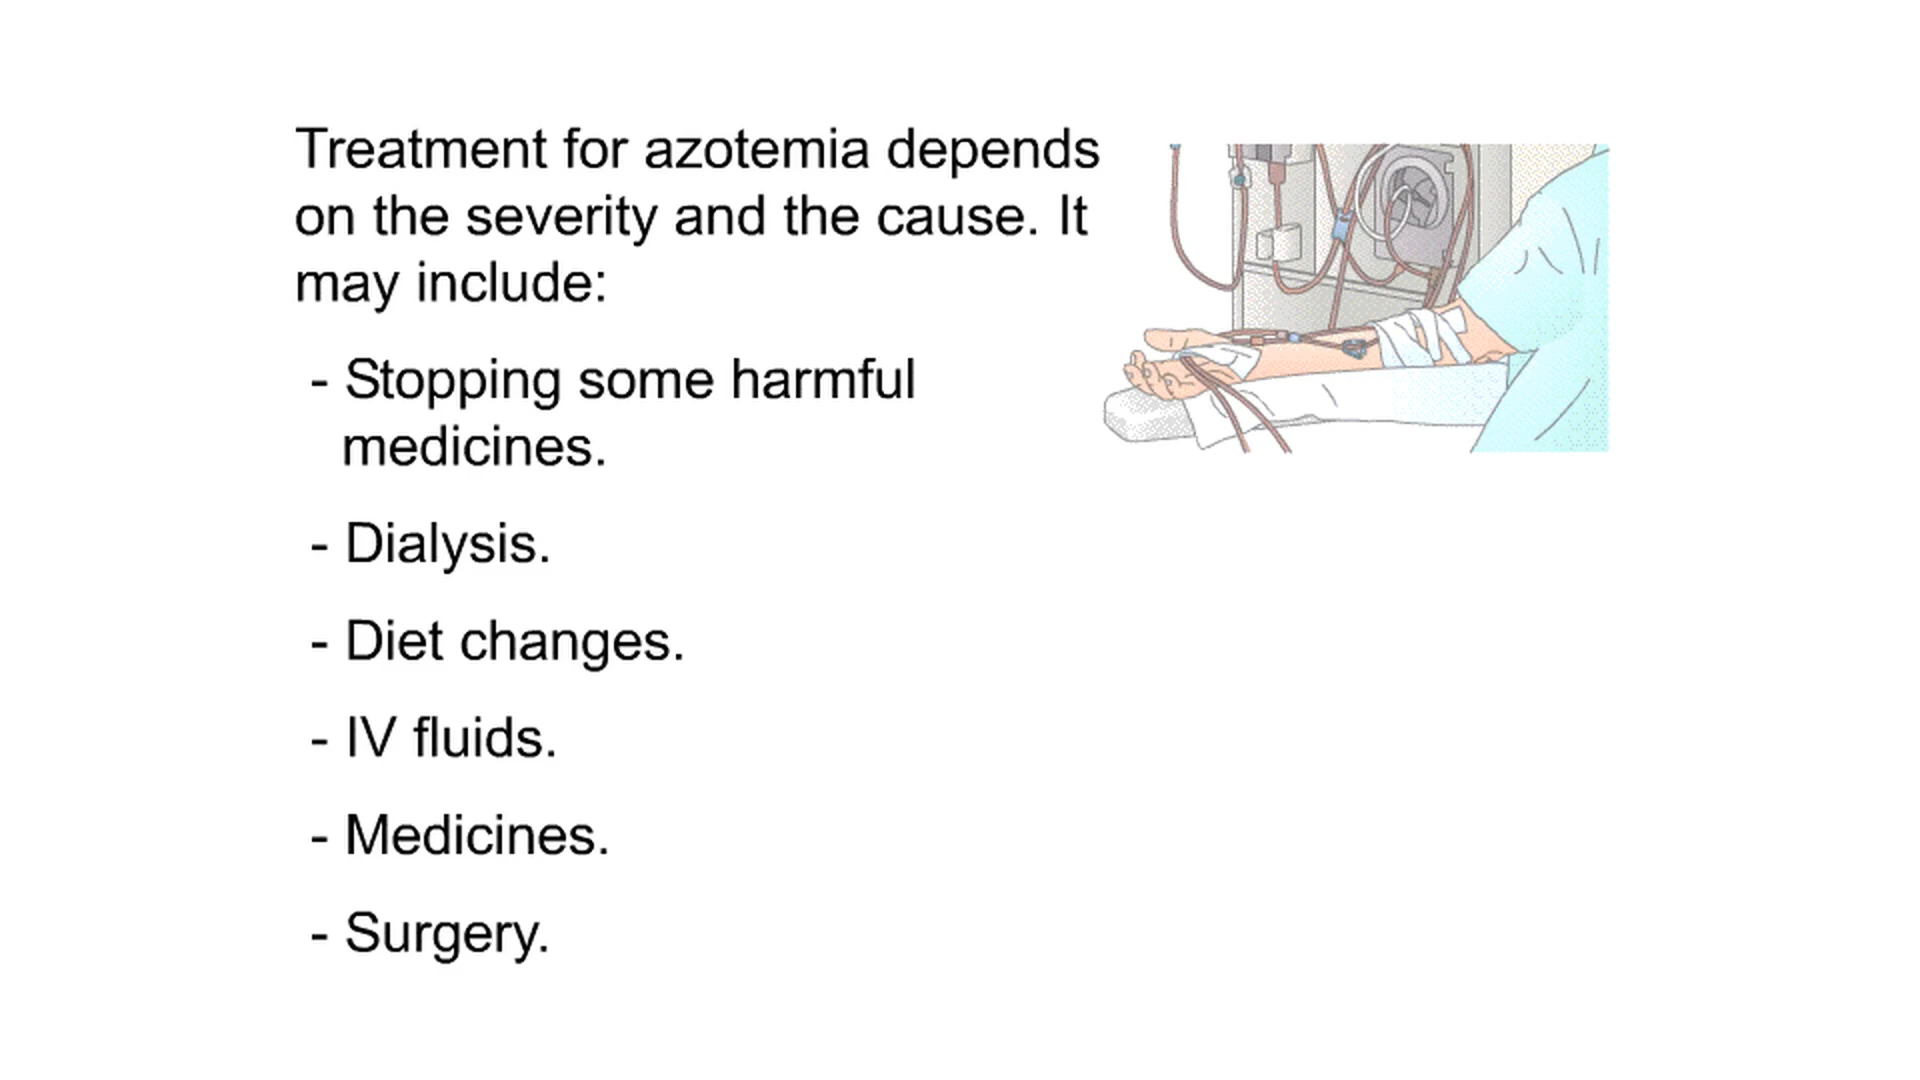 Treatment for azotemia depends
on the severity and the cause. It
may include:
- Stopping some harmful
medicines.
- Dialysis.
- Diet changes.
- IV fluids.
- Medicines.
- Surgery.